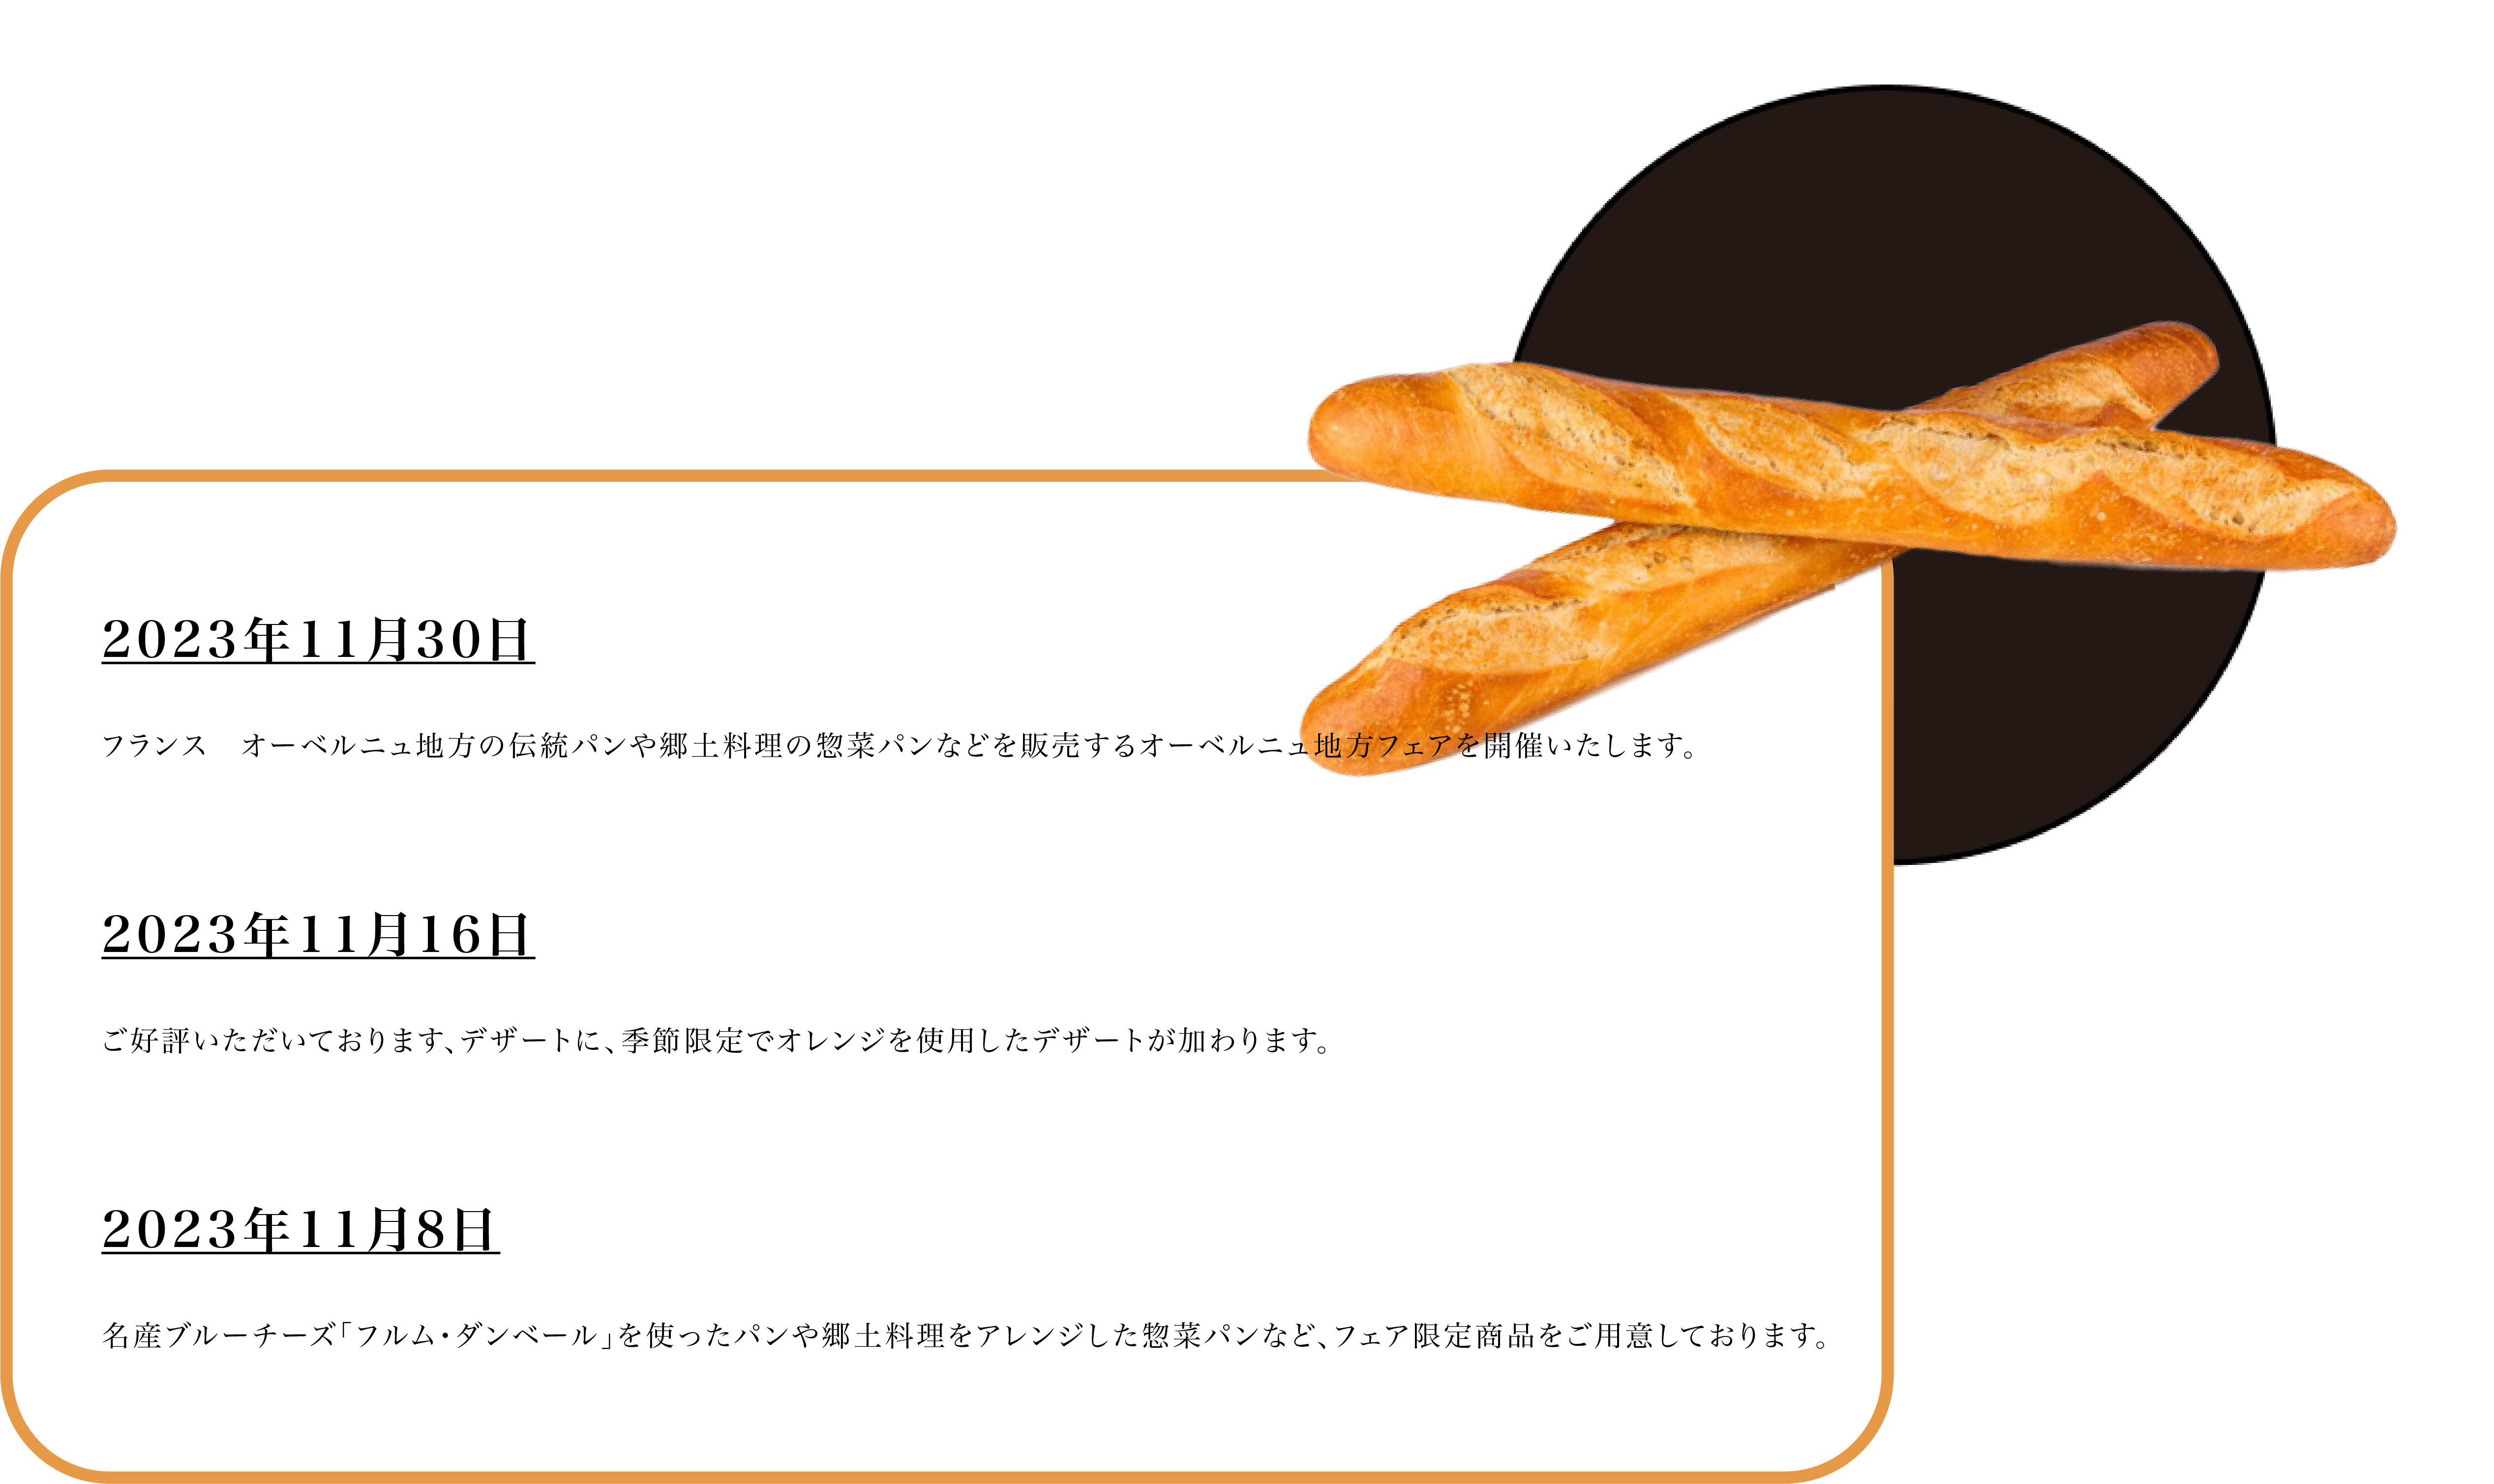 2023年11月30日
フランス　オーベルニュ地方の伝統パンや郷土料理の惣菜パンなどを販売するオーベルニュ地方フェアを開催いたします。
2023年11月16日
ご好評いただいております、デザートに、季節限定でオレンジを使用したデザートが加わります。
2023年11月8日
名産ブルーチーズ「フルム・ダンベール」を使ったパンや郷土料理をアレンジした惣菜パンなど、フェア限定商品をご用意しております。